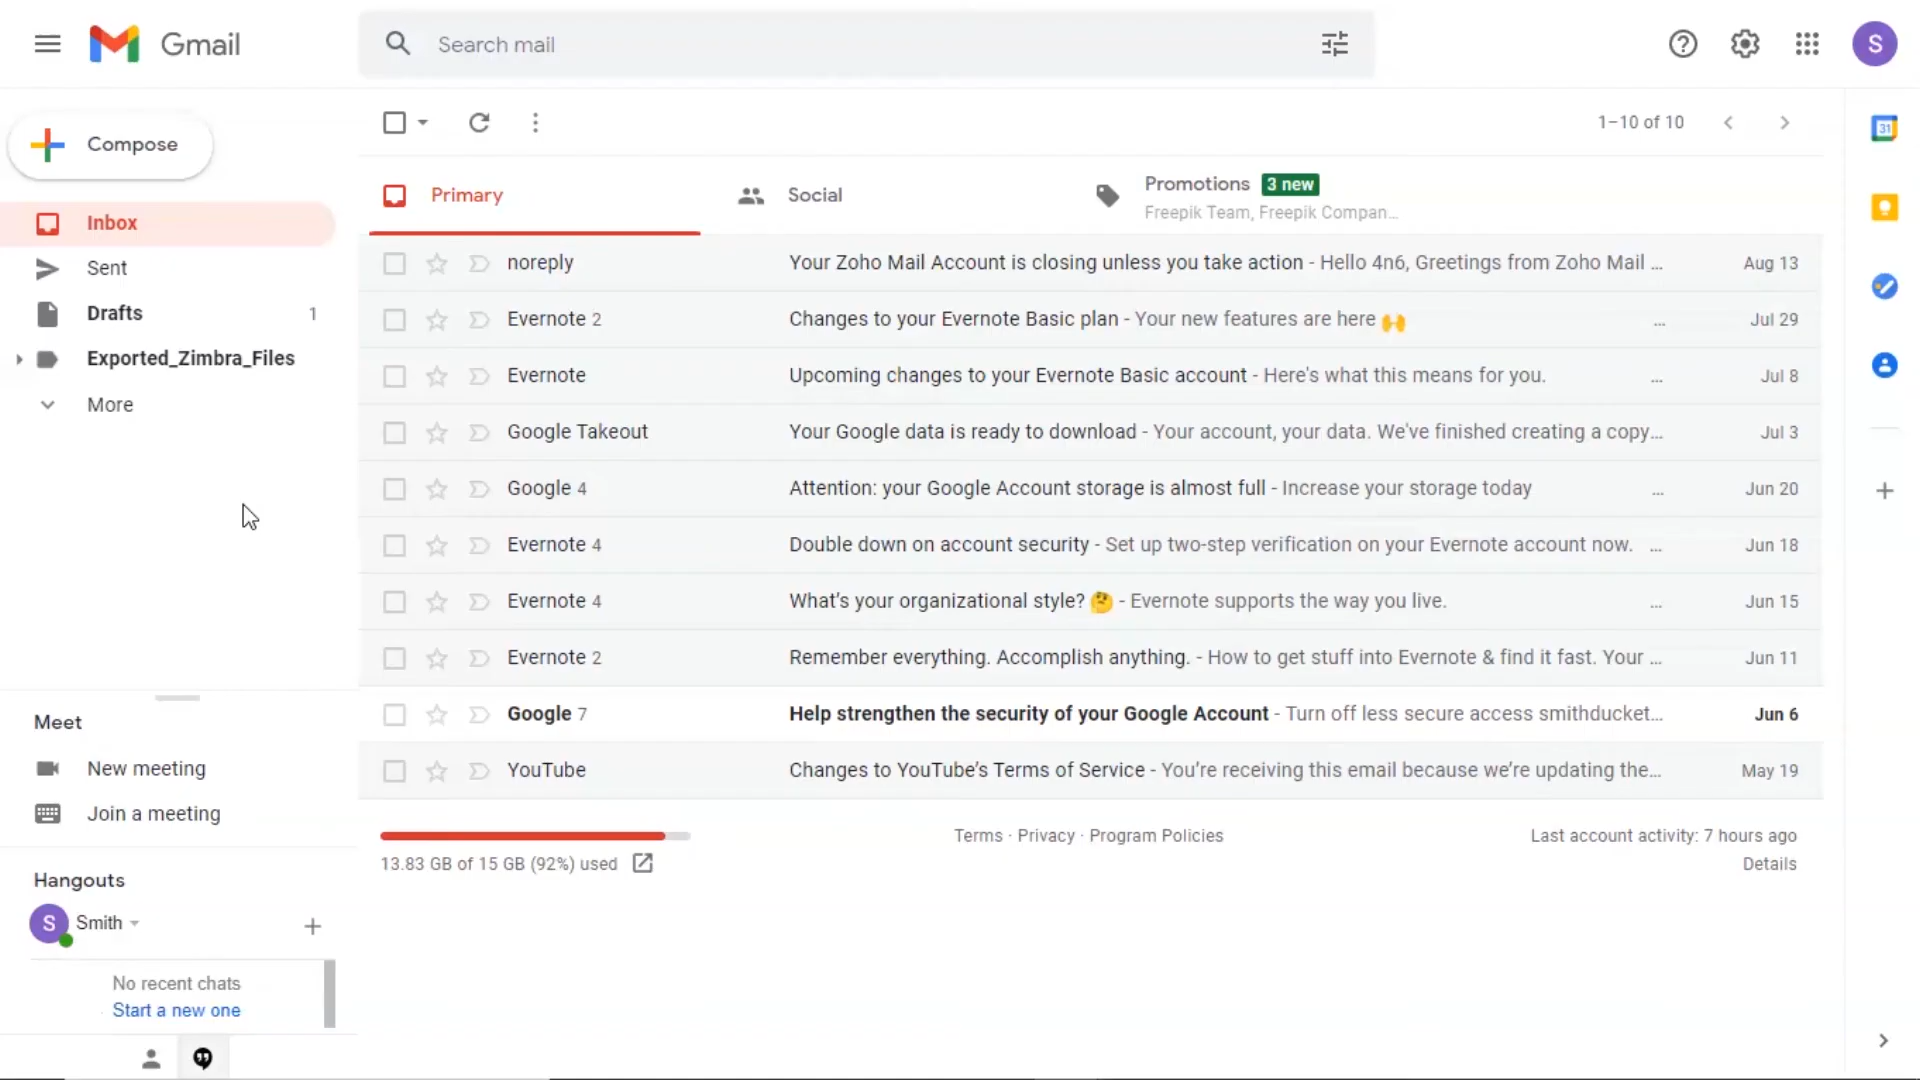 Gmail
Search mail
S
Compose
1–10 of 10
31
Primary
Social
Promotions 3 new
Freepik Team, Freepik Compan...
Inbox
Sent
Drafts 1
Exported_Zimbra_Files
More
noreply Your Zoho Mail Account is closing unless you take action - Hello 4n6, Greetings from Zoho Mail ... Aug 13
Evernote 2 Changes to your Evernote Basic plan - Your new features are here 🙌 ... Jul 29
Evernote Upcoming changes to your Evernote Basic account - Here's what this means for you. ... Jul 8
Google Takeout Your Google data is ready to download - Your account, your data. We've finished creating a copy... Jul 3
Google 4 Attention: your Google Account storage is almost full - Increase your storage today ... Jun 20
Evernote 4 Double down on account security - Set up two-step verification on your Evernote account now. ... Jun 18
Evernote 4 What's your organizational style? 🤔 - Evernote supports the way you live. ... Jun 15
Evernote 2 Remember everything. Accomplish anything. - How to get stuff into Evernote & find it fast. Your ... Jun 11
Google 7 Help strengthen the security of your Google Account - Turn off less secure access smithducket... Jun 6
YouTube Changes to YouTube's Terms of Service - You're receiving this email because we're updating the... May 19
Meet
New meeting
Join a meeting
Hangouts
S Smith
No recent chats
Start a new one
13.83 GB of 15 GB (92%) used
Terms · Privacy · Program Policies
Last account activity: 7 hours ago
Details